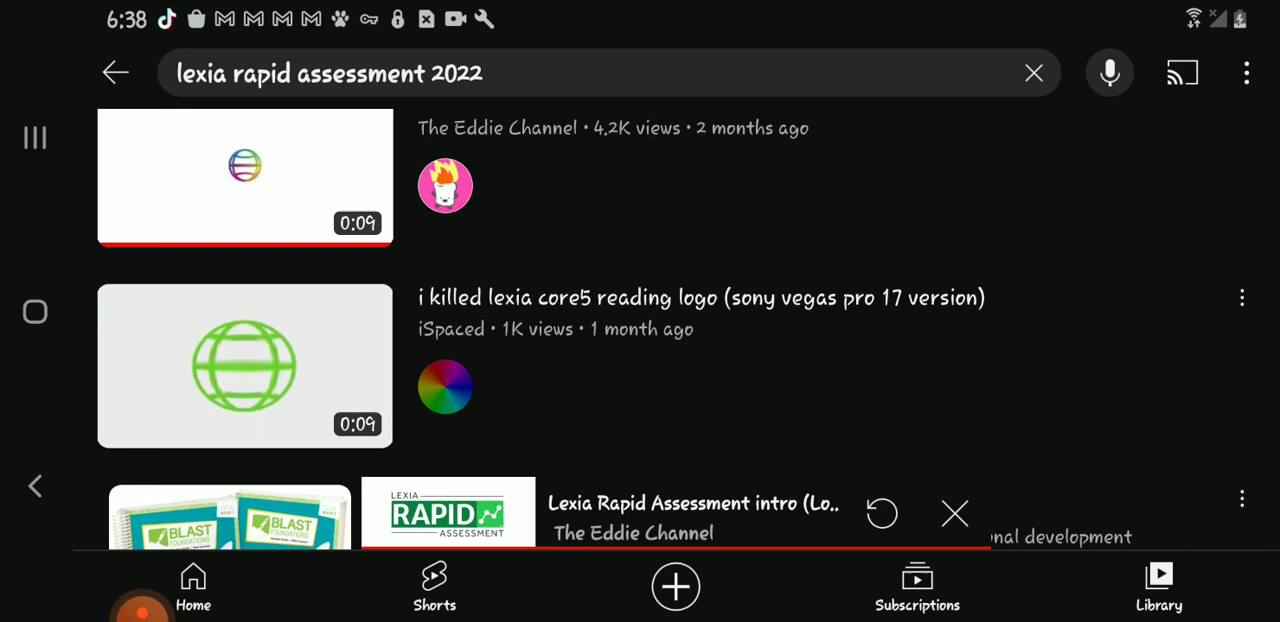 6:38
lexia rapid assessment 2022
The Eddie Channel • 4.2K views • 2 months ago
0:09
i killed lexia core5 reading logo (sony vegas pro 17 version)
iSpaced • 1K views • 1 month ago
0:09
BLAST
FOUNDATIONS
BLAST
FOUNDATIONS
LEXIA
RAPID
ASSESSMENT
Lexia Rapid Assessment intro (Lo..
The Eddie Channel
nal development
Home
Shorts
Subscriptions
Library